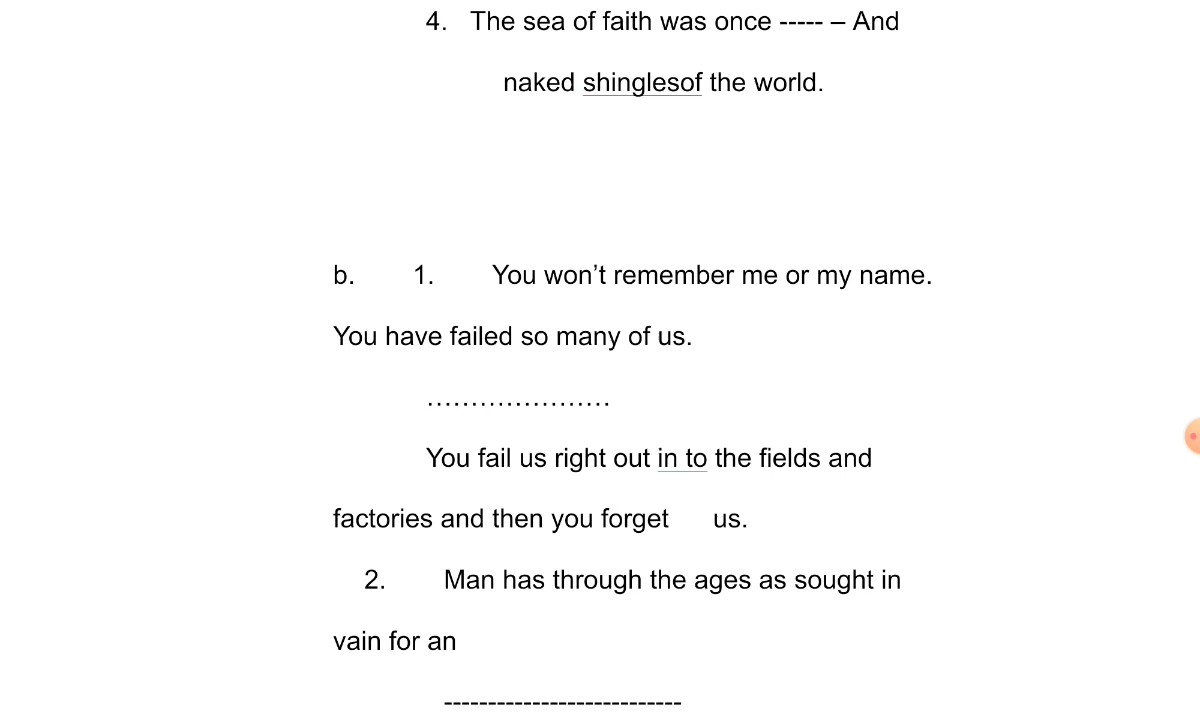 4. The sea of faith was once ----- – And
naked shinglesof the world.
b. 1. You won’t remember me or my name.
You have failed so many of us.
.....................
You fail us right out in to the fields and
factories and then you forget us.
2. Man has through the ages as sought in
vain for an
---------------------------